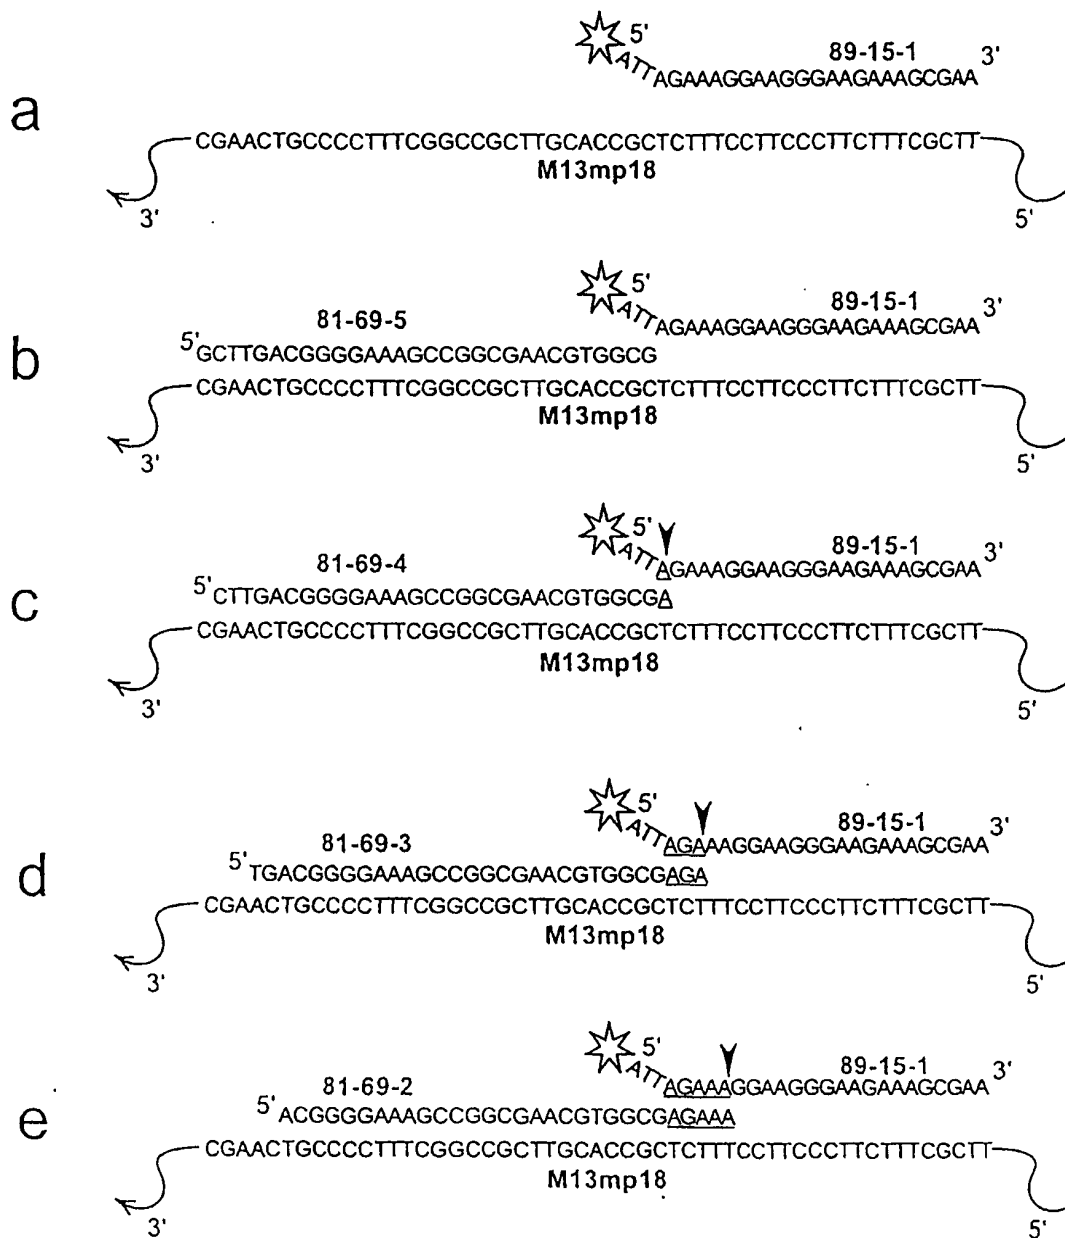 a
5'
89-15-1
3'
ATTAGAAAGGAAGGGAAGAAAGCGAA
CGAACTGCCCCTTTCGGCCGCTTGCACCGCTCTTTCCTTCCCTTCTTTCGCTT
M13mp18
3'
5'
b
5'
89-15-1
3'
81-69-5
ATTAGAAAGGAAGGGAAGAAAGCGAA
5'GCTTGACGGGGAAAGCCGGCGAACGTGGCG
CGAACTGCCCCTTTCGGCCGCTTGCACCGCTCTTTCCTTCCCTTCTTTCGCTT
M13mp18
3'
5'
c
5'
89-15-1
3'
81-69-4
ATTAGAAAGGAAGGGAAGAAAGCGAA
5'CTTGACGGGGAAAGCCGGCGAACGTGGCGA
CGAACTGCCCCTTTCGGCCGCTTGCACCGCTCTTTCCTTCCCTTCTTTCGCTT
M13mp18
3'
5'
d
5'
89-15-1
3'
81-69-3
ATTAGAAAGGAAGGGAAGAAAGCGAA
5'TGACGGGGAAAGCCGGCGAACGTGGCGAGA
CGAACTGCCCCTTTCGGCCGCTTGCACCGCTCTTTCCTTCCCTTCTTTCGCTT
M13mp18
3'
5'
e
5'
89-15-1
3'
81-69-2
ATTAGAAAGGAAGGGAAGAAAGCGAA
5'ACGGGGAAAGCCGGCGAACGTGGCGAGAAA
CGAACTGCCCCTTTCGGCCGCTTGCACCGCTCTTTCCTTCCCTTCTTTCGCTT
M13mp18
3'
5'